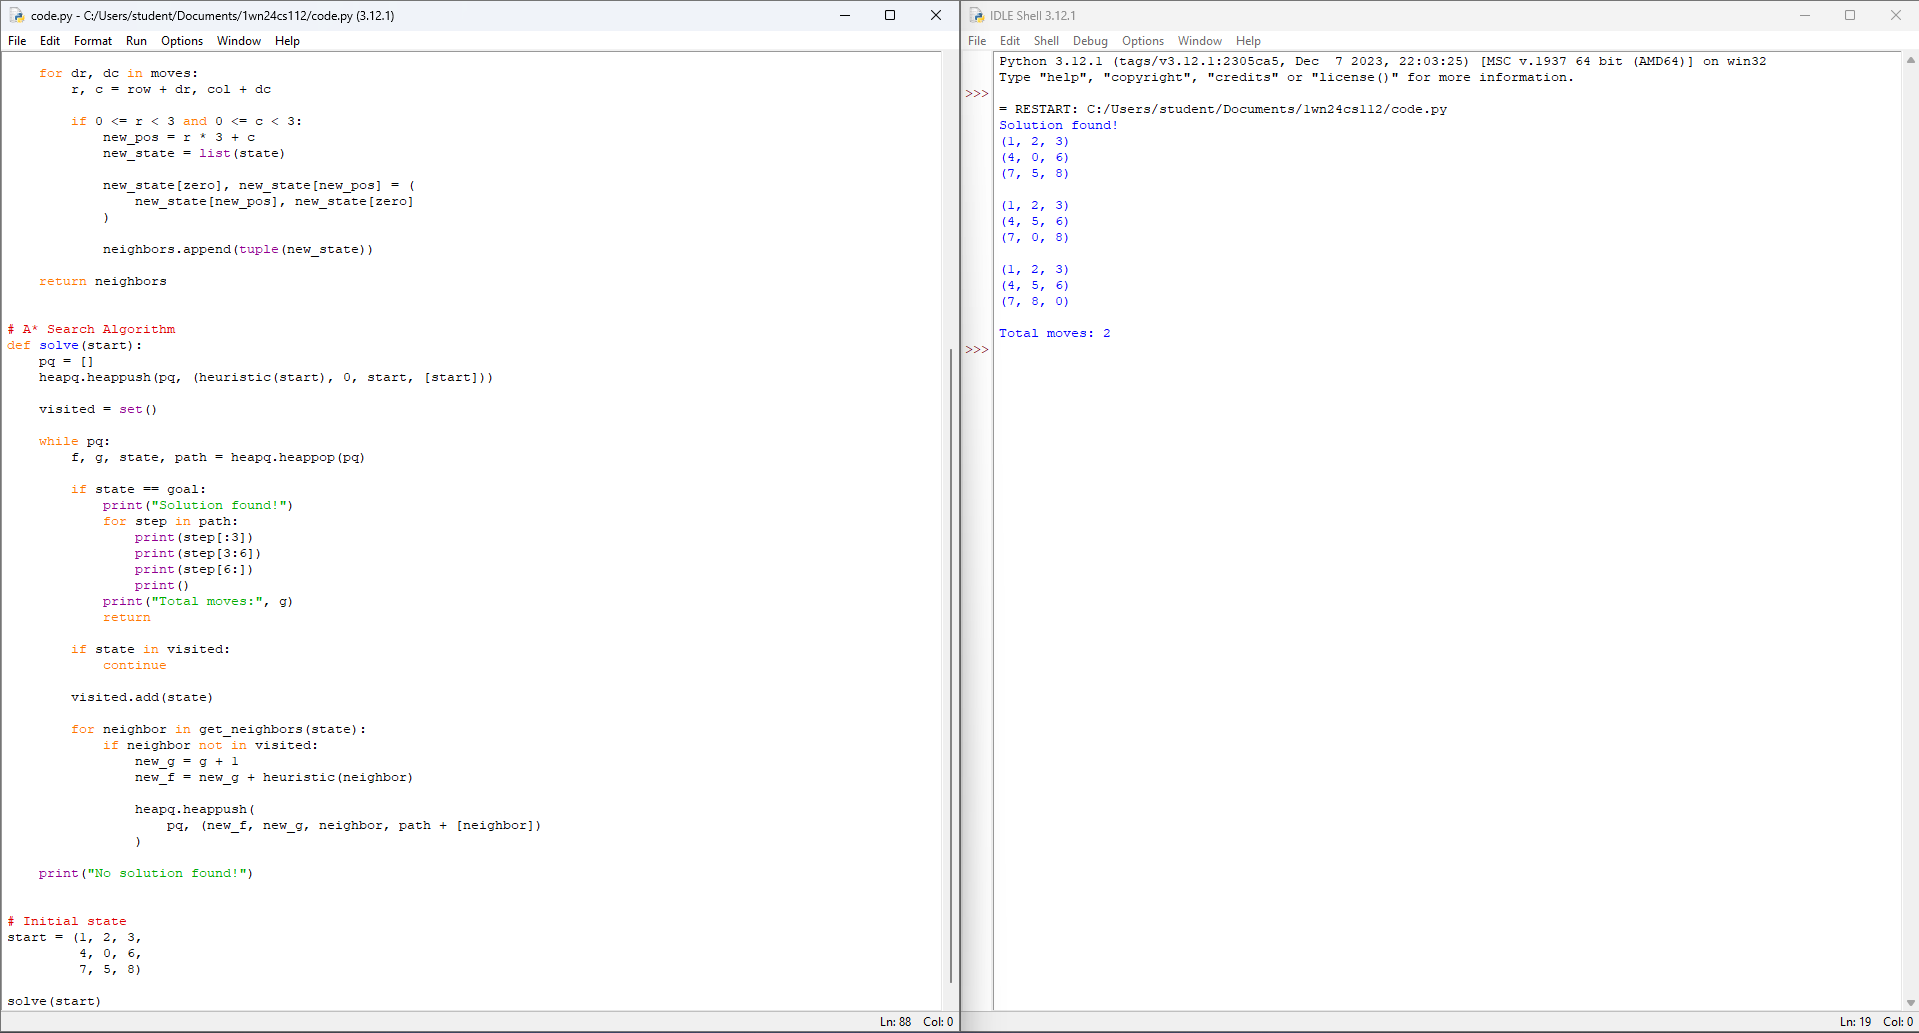 code.py - C:/Users/student/Documents/1wn24cs112/code.py (3.12.1)
File Edit Format Run Options Window Help
    for dr, dc in moves:
        r, c = row + dr, col + dc

        if 0 <= r < 3 and 0 <= c < 3:
            new_pos = r * 3 + c
            new_state = list(state)

            new_state[zero], new_state[new_pos] = (
                new_state[new_pos], new_state[zero]
            )

            neighbors.append(tuple(new_state))

    return neighbors


# A* Search Algorithm
def solve(start):
    pq = []
    heapq.heappush(pq, (heuristic(start), 0, start, [start]))

    visited = set()

    while pq:
        f, g, state, path = heapq.heappop(pq)

        if state == goal:
            print("Solution found!")
            for step in path:
                print(step[:3])
                print(step[3:6])
                print(step[6:])
                print()
            print("Total moves:", g)
            return

        if state in visited:
            continue

        visited.add(state)

        for neighbor in get_neighbors(state):
            if neighbor not in visited:
                new_g = g + 1
                new_f = new_g + heuristic(neighbor)

                heapq.heappush(
                    pq, (new_f, new_g, neighbor, path + [neighbor])
                )

    print("No solution found!")


# Initial state
start = (1, 2, 3,
         4, 0, 6,
         7, 5, 8)

solve(start)
Ln: 88 Col: 0
IDLE Shell 3.12.1
File Edit Shell Debug Options Window Help
Python 3.12.1 (tags/v3.12.1:2305ca5, Dec  7 2023, 22:03:25) [MSC v.1937 64 bit (AMD64)] on win32
Type "help", "copyright", "credits" or "license()" for more information.
>>>
= RESTART: C:/Users/student/Documents/1wn24cs112/code.py
Solution found!
(1, 2, 3)
(4, 0, 6)
(7, 5, 8)

(1, 2, 3)
(4, 5, 6)
(7, 0, 8)

(1, 2, 3)
(4, 5, 6)
(7, 8, 0)

Total moves: 2
>>>
Ln: 19 Col: 0